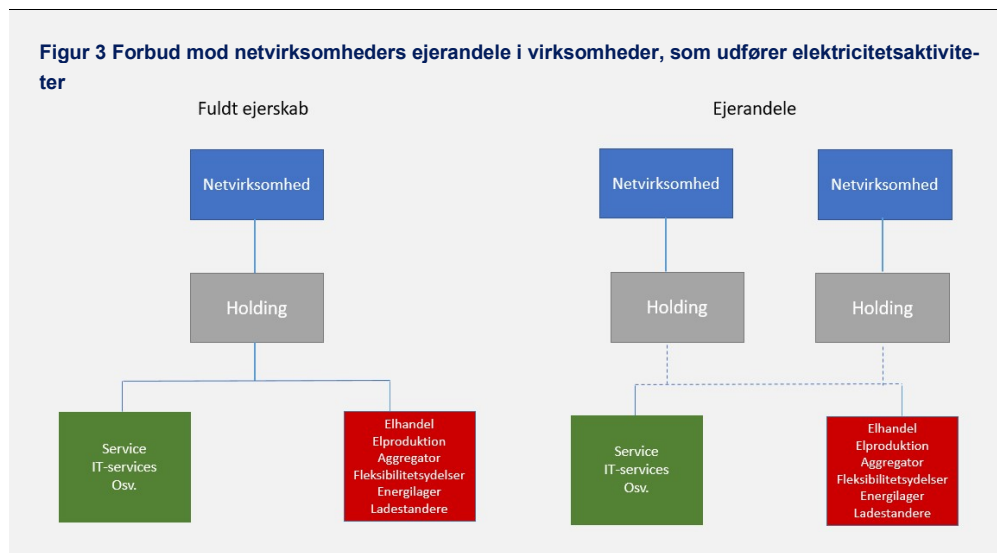 Figur 3 Forbud mod netvirksomheders ejerandele i virksomheder, som udfører elektricitetsaktivite-
ter
Fuldt ejerskab
Netvirksomhed
Holding
Service
IT-services
Osv.
Elhandel
Elproduktion
Aggregator
Fleksibilitetsydelser
Energilager
Ladestandere
Ejerandele
Netvirksomhed
Netvirksomhed
Holding
Holding
Service
IT-services
Osv.
Elhandel
Elproduktion
Aggregator
Fleksibilitetsydelser
Energilager
Ladestandere